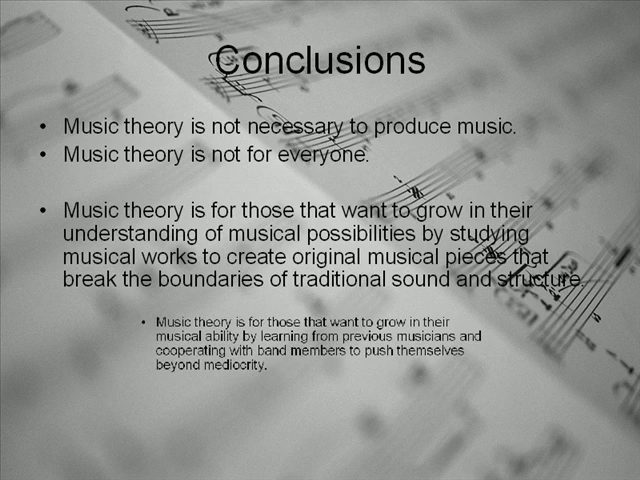 Conclusions
• Music theory is not necessary to produce music.
• Music theory is not for everyone.
• Music theory is for those that want to grow in their
understanding of musical possibilities by studying
musical works to create original musical pieces that
break the boundaries of traditional sound and structure.
• Music theory is for those that want to grow in their
musical ability by learning from previous musicians and
cooperating with band members to push themselves
beyond mediocrity.